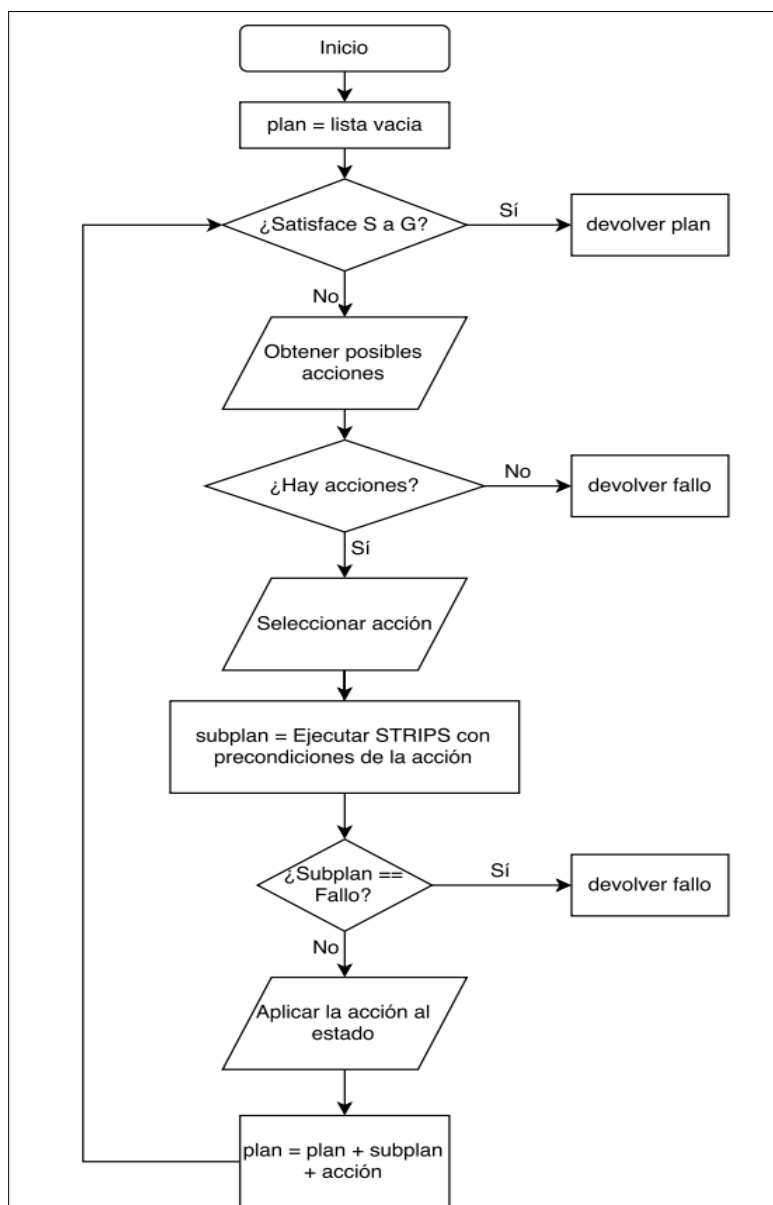 Inicio
plan = lista vacia
¿Satisface S a G?
Sí
devolver plan
No
Obtener posibles
acciones
¿Hay acciones?
No
devolver fallo
Sí
Seleccionar acción
subplan = Ejecutar STRIPS con
precondiciones de la acción
¿Subplan ==
Fallo?
Sí
devolver fallo
No
Aplicar la acción al
estado
plan = plan + subplan
+ acción